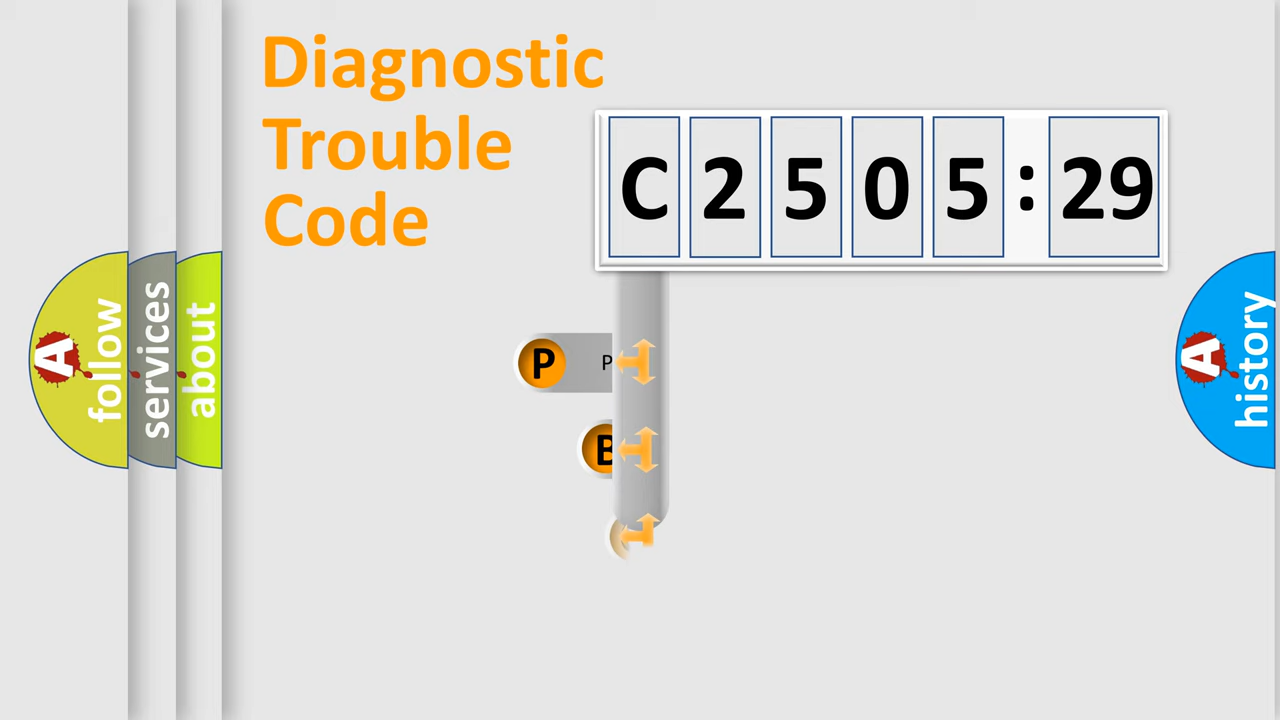 Diagnostic
Trouble
Code
C 2 5 0 5 : 29
P P
B
A follow
services
about
A history